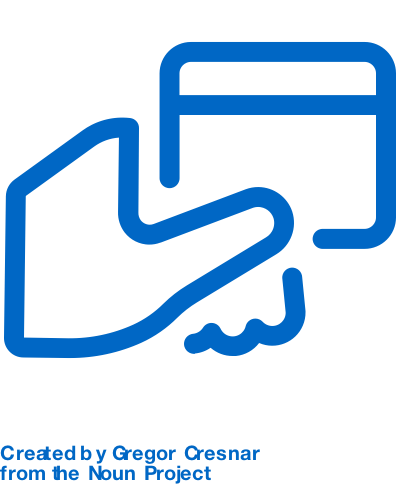 Created by Gregor Cresnar
from the Noun Project